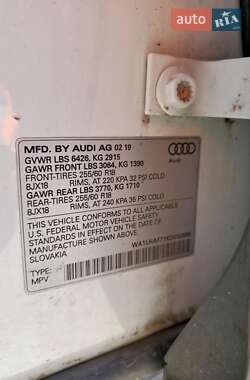 AUTO.RIA.com
MFD. BY AUDI AG 02 19
GVWR LBS 6426, KG 2915
GAWR FRONT LBS 3064, KG 1390
FRONT-TIRES 255/60 R18
8JX18 RIMS, AT 220 KPA 32 PSI COLD
GAWR REAR LBS 3770, KG 1710
REAR-TIRES 255/60 R18
8JX18 RIMS, AT 240 KPA 35 PSI COLD
Audi
THIS VEHICLE CONFORMS TO ALL APPLICABLE
U.S. FEDERAL MOTOR VEHICLE SAFETY
STANDARDS IN EFFECT ON THE DATE OF
MANUFACTURE SHOWN ABOVE.
SLOVAKIA
TYPE:
MPV